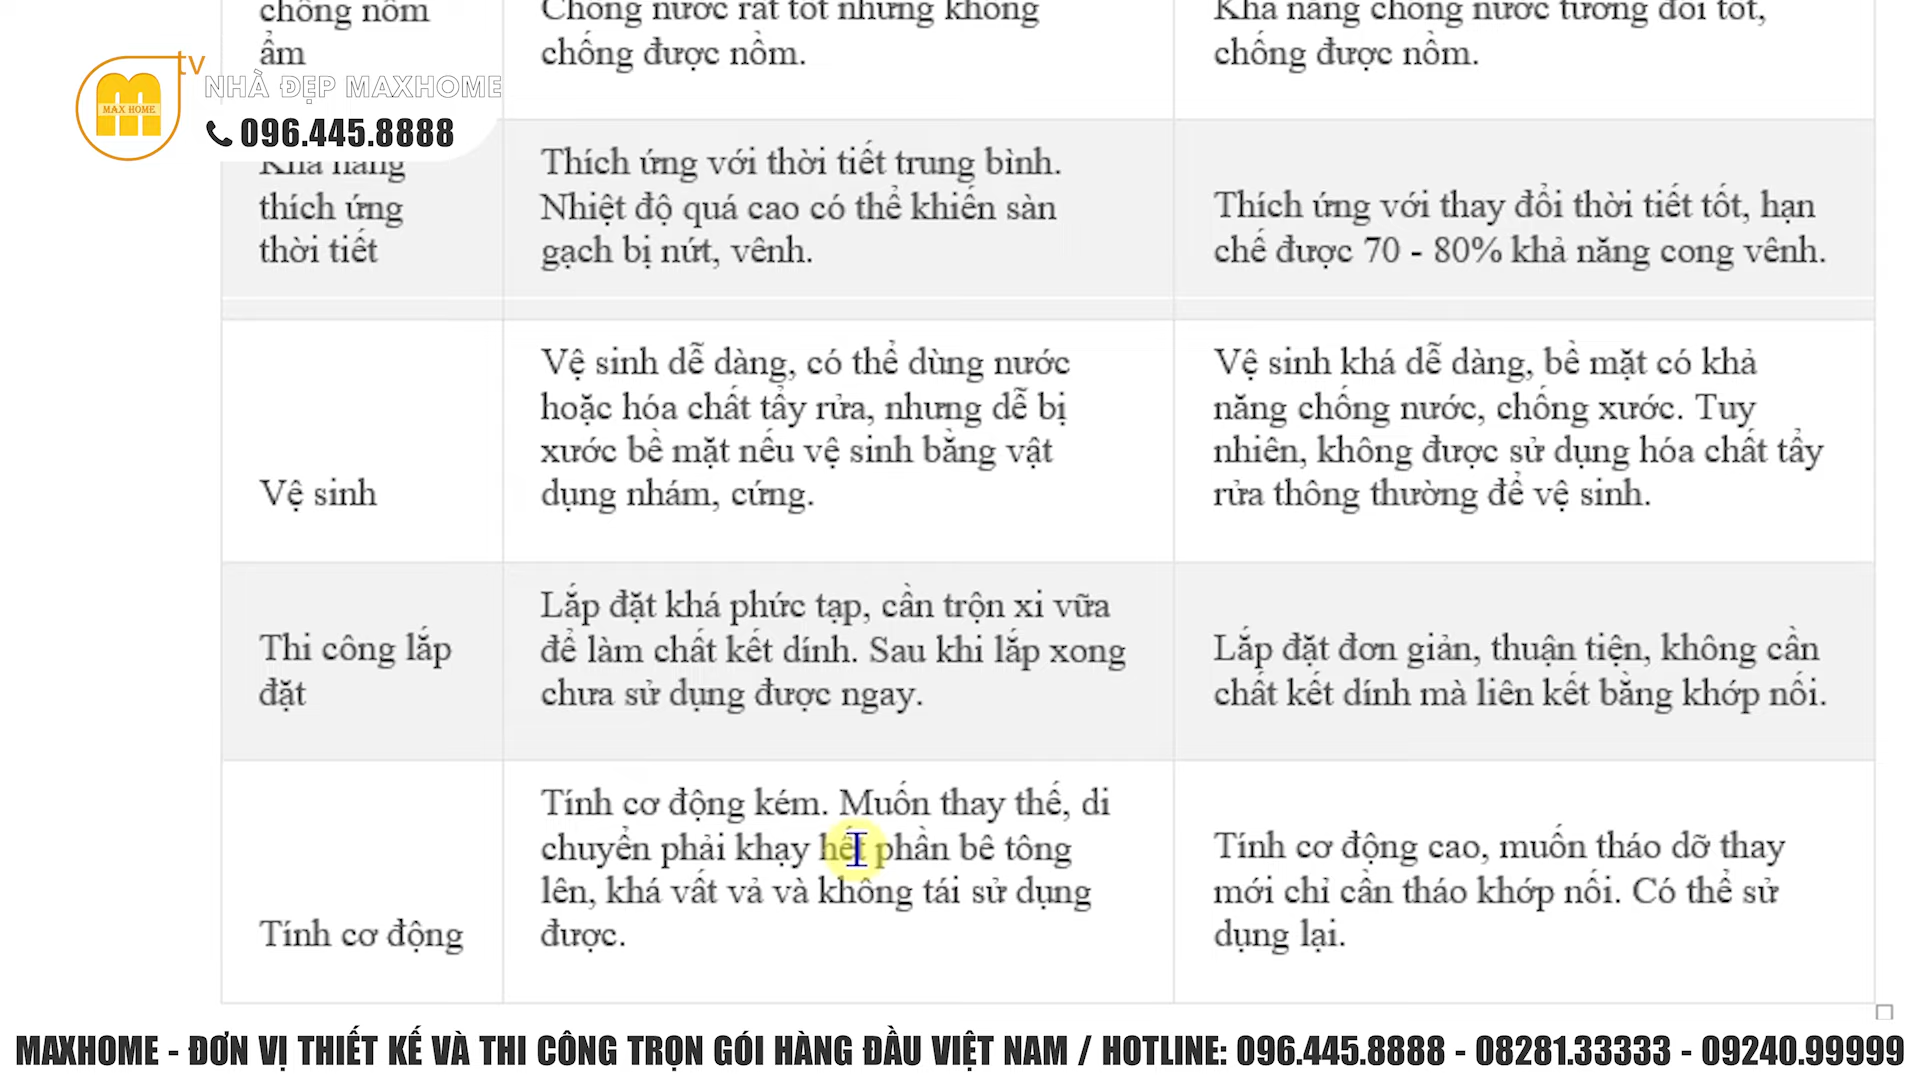 chống nồm
ẩm
Chống nước rất tốt nhưng không
chống được nồm.
Khả năng chống nước tương đối tốt,
chống được nồm.
tv
MAX HOME
NHÀ ĐẸP MAXHOME
096.445.8888
Khả năng
thích ứng
thời tiết
Thích ứng với thời tiết trung bình.
Nhiệt độ quá cao có thể khiến sàn
gạch bị nứt, vênh.
Thích ứng với thay đổi thời tiết tốt, hạn
chế được 70 - 80% khả năng cong vênh.
Vệ sinh
Vệ sinh dễ dàng, có thể dùng nước
hoặc hóa chất tẩy rửa, nhưng dễ bị
xước bề mặt nếu vệ sinh bằng vật
dụng nhám, cứng.
Vệ sinh khá dễ dàng, bề mặt có khả
năng chống nước, chống xước. Tuy
nhiên, không được sử dụng hóa chất tẩy
rửa thông thường để vệ sinh.
Thi công lắp
đặt
Lắp đặt khá phức tạp, cần trộn xi vữa
để làm chất kết dính. Sau khi lắp xong
chưa sử dụng được ngay.
Lắp đặt đơn giản, thuận tiện, không cần
chất kết dính mà liên kết bằng khớp nối.
Tính cơ động
Tính cơ động kém. Muốn thay thế, di
chuyển phải khạy hết phần bê tông
lên, khá vất vả và không tái sử dụng
được.
Tính cơ động cao, muốn tháo dỡ thay
mới chỉ cần tháo khớp nối. Có thể sử
dụng lại.
MAXHOME - ĐƠN VỊ THIẾT KẾ VÀ THI CÔNG TRỌN GÓI HÀNG ĐẦU VIỆT NAM / HOTLINE: 096.445.8888 - 08281.33333 - 09240.99999